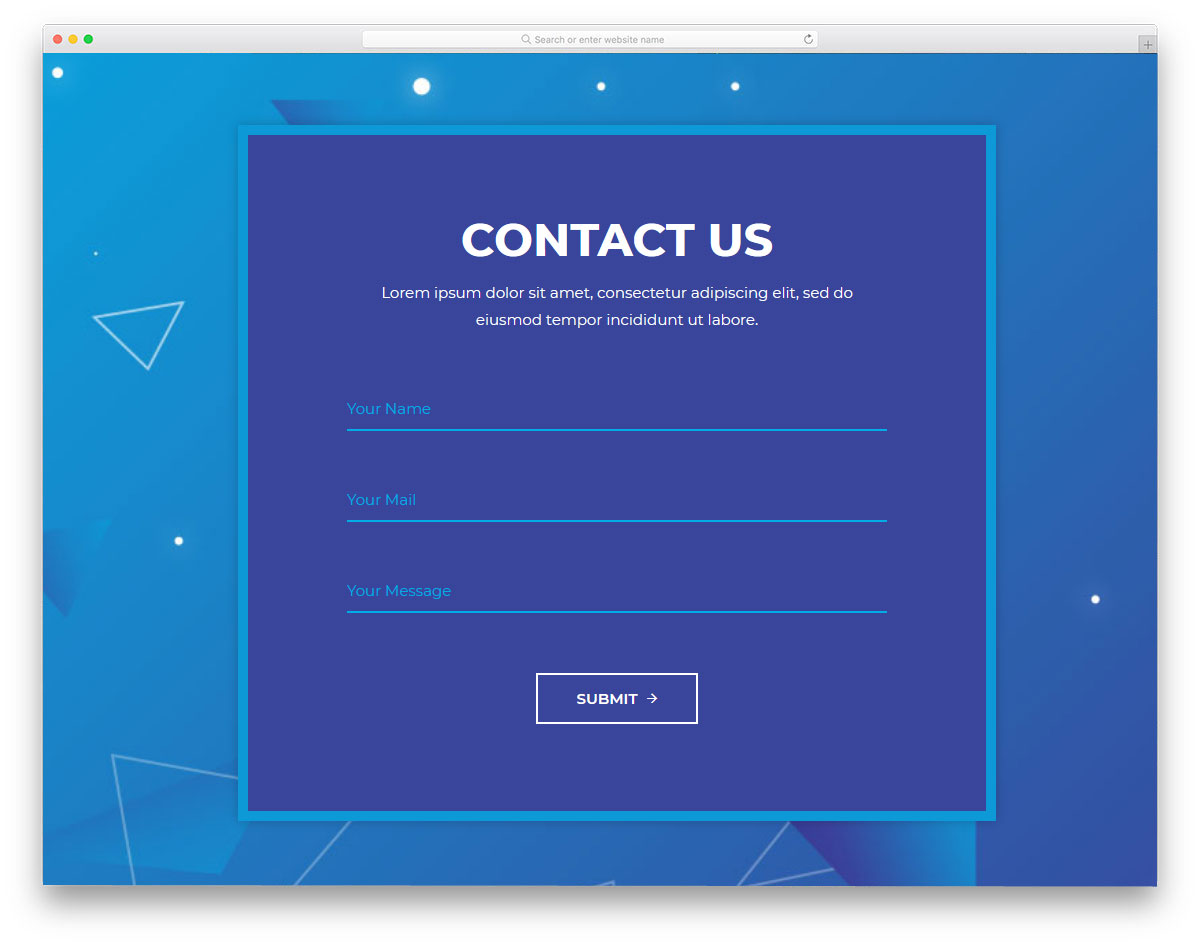 Search or enter website name
CONTACT US
Lorem ipsum dolor sit amet, consectetur adipiscing elit, sed do
eiusmod tempor incididunt ut labore.
Your Name
Your Mail
Your Message
SUBMIT →